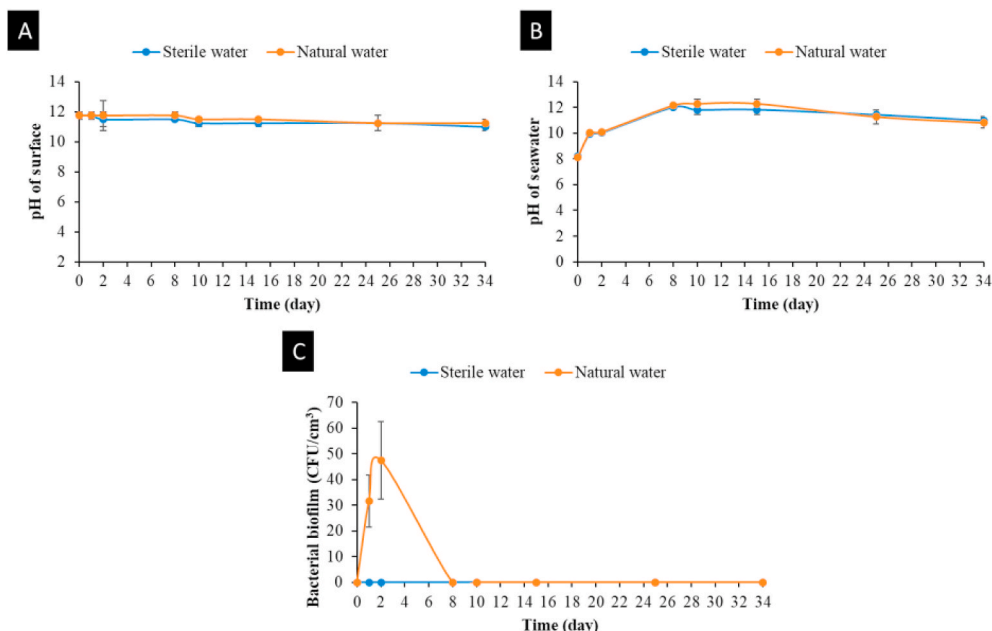 A
Sterile water Natural water
pH of surface
14
12
10
8
6
4
2
0 2 4 6 8 10 12 14 16 18 20 22 24 26 28 30 32 34
Time (day)
B
Sterile water Natural water
pH of seawater
14
12
10
8
6
4
2
0
0 2 4 6 8 10 12 14 16 18 20 22 24 26 28 30 32 34
Time (day)
C
Sterile water Natural water
Bacterial biofilm (CFU/cm³)
70
60
50
40
30
20
10
0
0 2 4 6 8 10 12 14 16 18 20 22 24 26 28 30 32 34
Time (day)